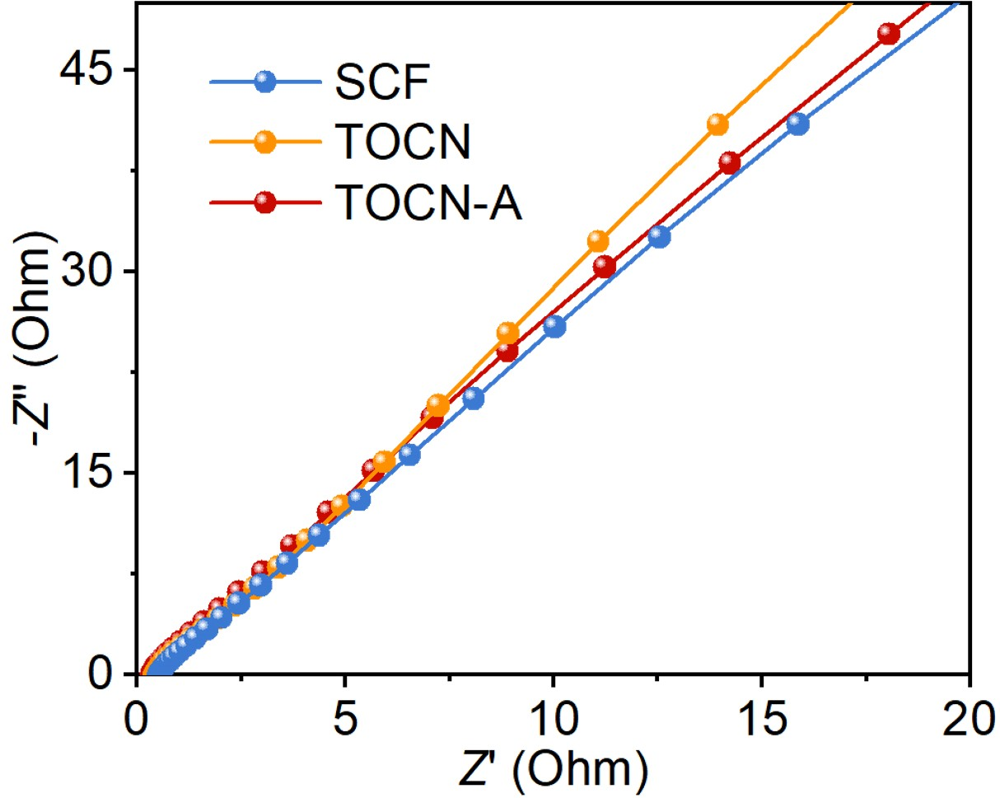 SCF
TOCN
TOCN-A
-Z" (Ohm)
45
30
15
0
0 5 10 15 20
Z' (Ohm)